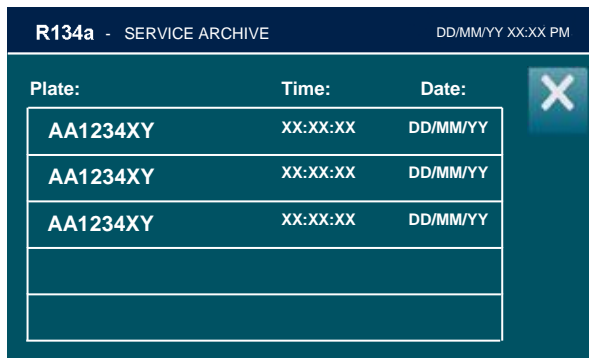 R134a - SERVICE ARCHIVE DD/MM/YY XX:XX PM
Plate: Time: Date:
AA1234XY XX:XX:XX DD/MM/YY
AA1234XY XX:XX:XX DD/MM/YY
AA1234XY XX:XX:XX DD/MM/YY